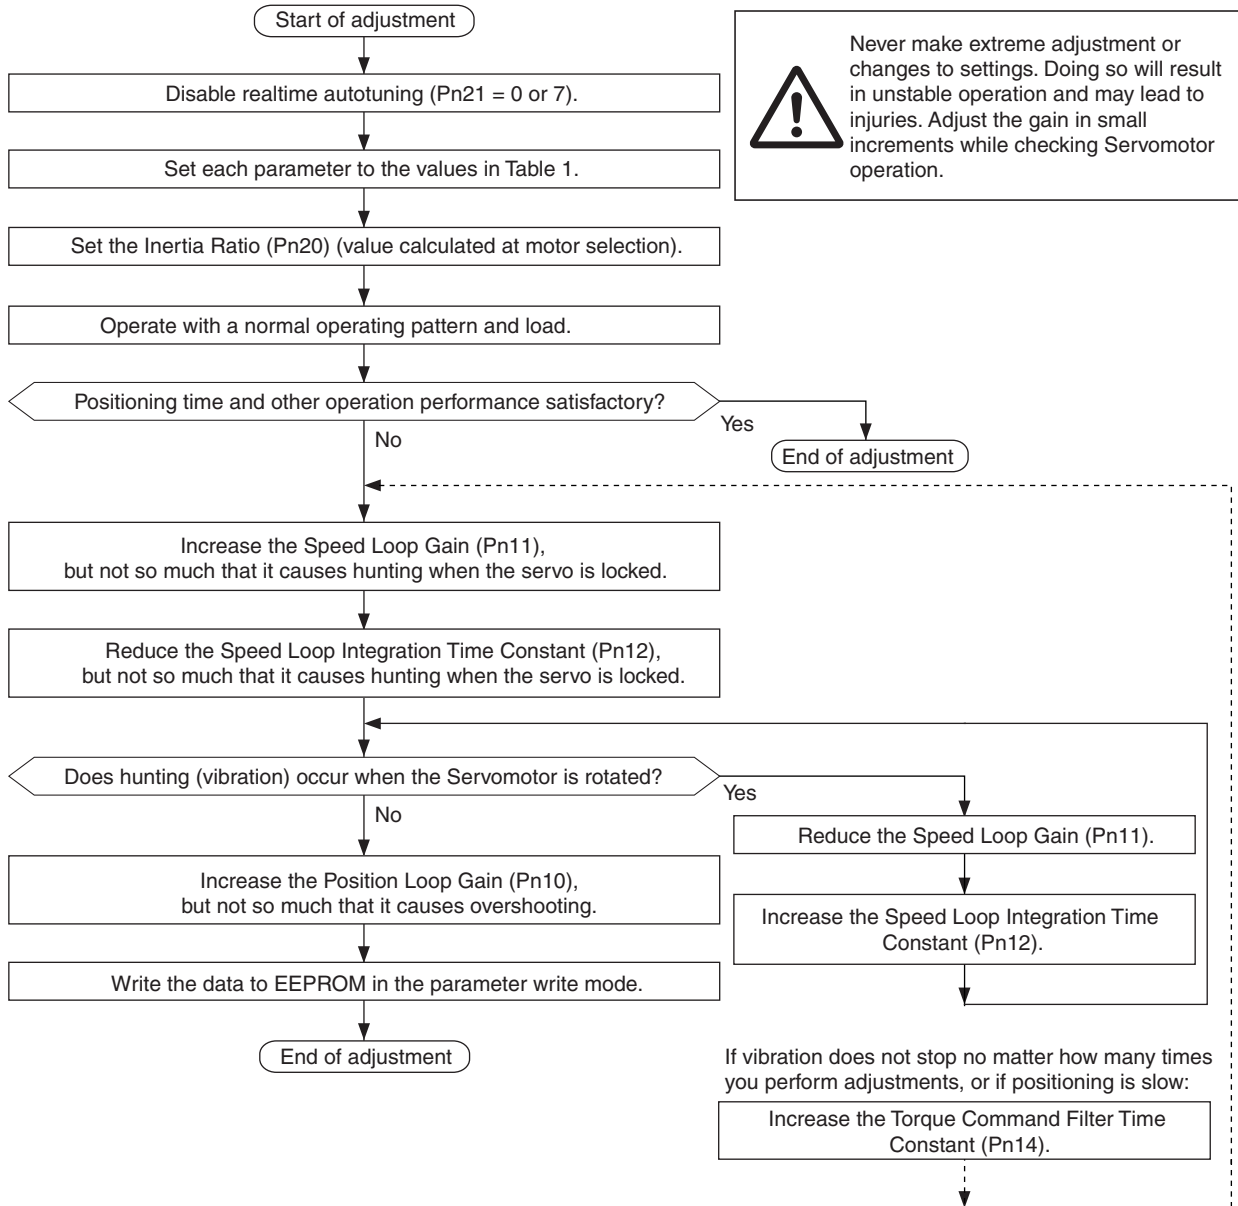 Start of adjustment
Disable realtime autotuning (Pn21 = 0 or 7).
Set each parameter to the values in Table 1.
Set the Inertia Ratio (Pn20) (value calculated at motor selection).
Operate with a normal operating pattern and load.
Positioning time and other operation performance satisfactory?
Yes
No
End of adjustment
Increase the Speed Loop Gain (Pn11),
but not so much that it causes hunting when the servo is locked.
Reduce the Speed Loop Integration Time Constant (Pn12),
but not so much that it causes hunting when the servo is locked.
Does hunting (vibration) occur when the Servomotor is rotated?
Yes
No
Reduce the Speed Loop Gain (Pn11).
Increase the Speed Loop Integration Time
Constant (Pn12).
Increase the Position Loop Gain (Pn10),
but not so much that it causes overshooting.
Write the data to EEPROM in the parameter write mode.
End of adjustment
If vibration does not stop no matter how many times
you perform adjustments, or if positioning is slow:
Increase the Torque Command Filter Time
Constant (Pn14).
Never make extreme adjustment or
changes to settings. Doing so will result
in unstable operation and may lead to
injuries. Adjust the gain in small
increments while checking Servomotor
operation.